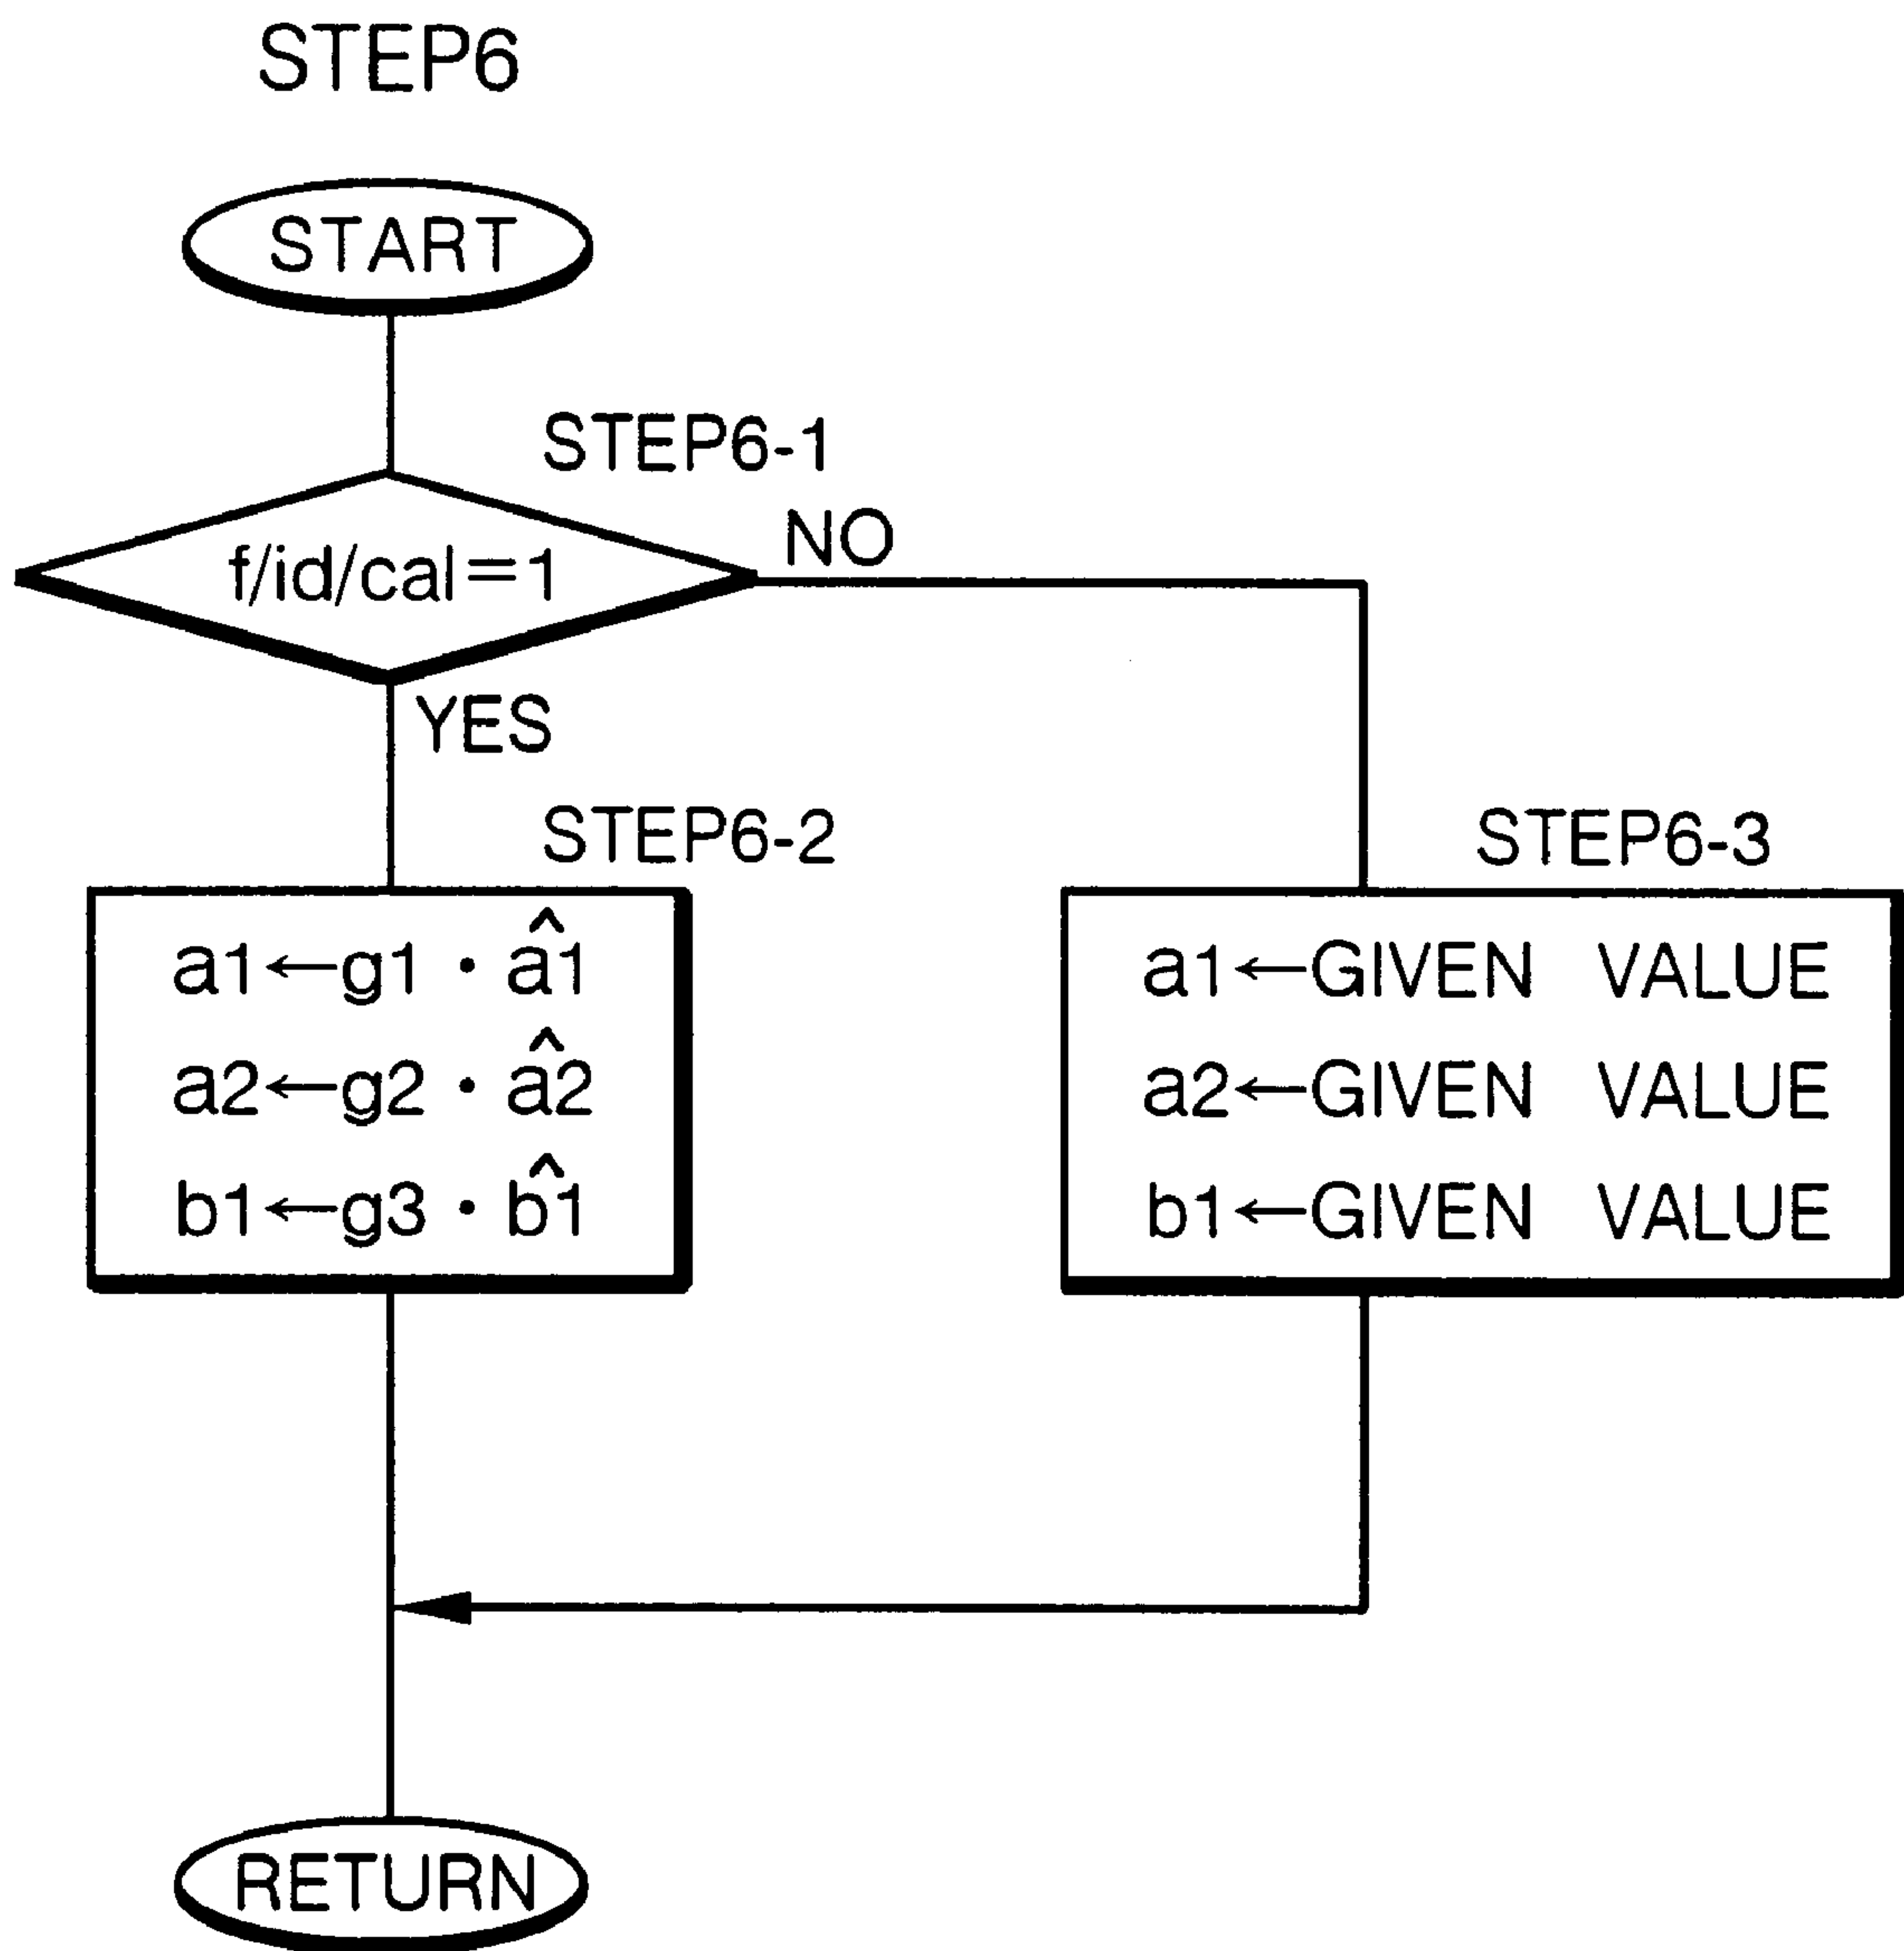 STEP6
START
STEP6-1
f/id/cal=1
NO
YES
STEP6-2
a1←g1・â1
a2←g2・â2
b1←g3・b̂1
STEP6-3
a1←GIVEN VALUE
a2←GIVEN VALUE
b1←GIVEN VALUE
RETURN